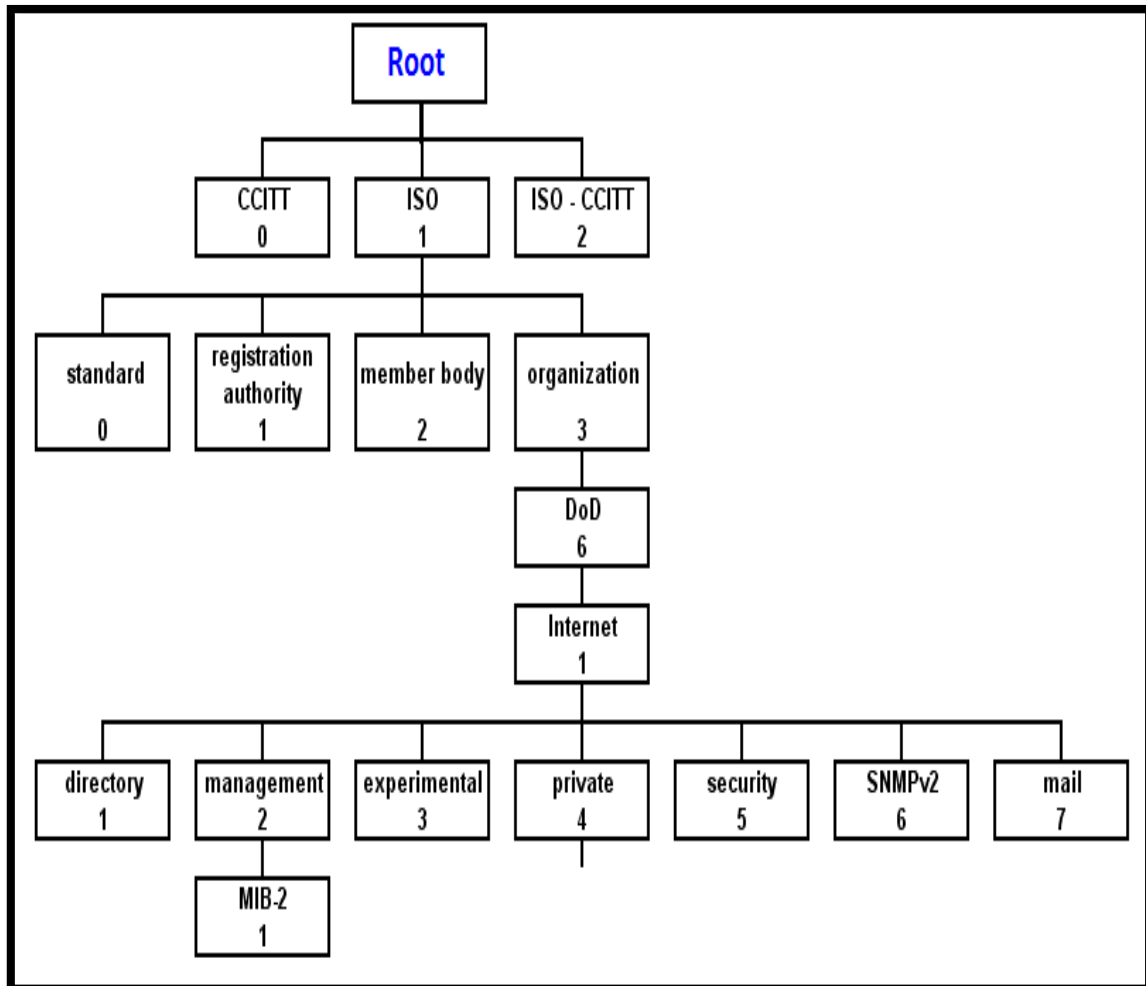 Root
CCITT
0
ISO
1
ISO - CCITT
2
standard
0
registration
authority
1
member body
2
organization
3
DoD
6
Internet
1
directory
1
management
2
experimental
3
private
4
security
5
SNMPv2
6
mail
7
MIB-2
1